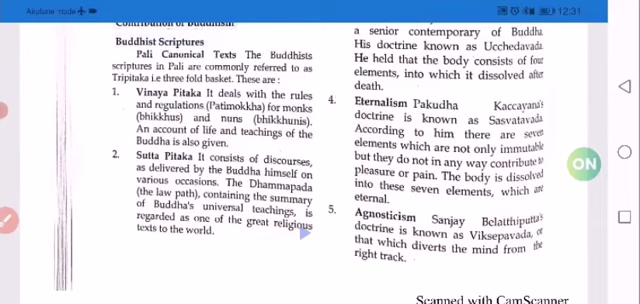 Airplane mode
12:31
Contribution of Buddhism
Buddhist Scriptures
Pali Canonical Texts The Buddhists
scriptures in Pali are commonly referred to as
Tripitaka i.e three fold basket. These are :
1. Vinaya Pitaka It deals with the rules
and regulations (Patimokkha) for monks
(bhikkhus) and nuns (bhikkhunis).
An account of life and teachings of the
Buddha is also given.
2. Sutta Pitaka It consists of discourses,
as delivered by the Buddha himself on
various occasions. The Dhammapada
(the law path), containing the summary
of Buddha's universal teachings, is
regarded as one of the great religious
texts to the world.
a senior contemporary of Buddha
His doctrine known as Ucchedavada
He held that the body consists of four
elements, into which it dissolved after
death.
4. Eternalism Pakudha Kaccayana's
doctrine is known as Sasvatavada
According to him there are seven
elements which are not only immutable
but they do not in any way contribute to
pleasure or pain. The body is dissolved
into these seven elements, which are
eternal.
5. Agnosticism Sanjay Belatthiputta's
doctrine is known as Viksepavada, or
that which diverts the mind from the
right track.
ON
Scanned with CamScanner